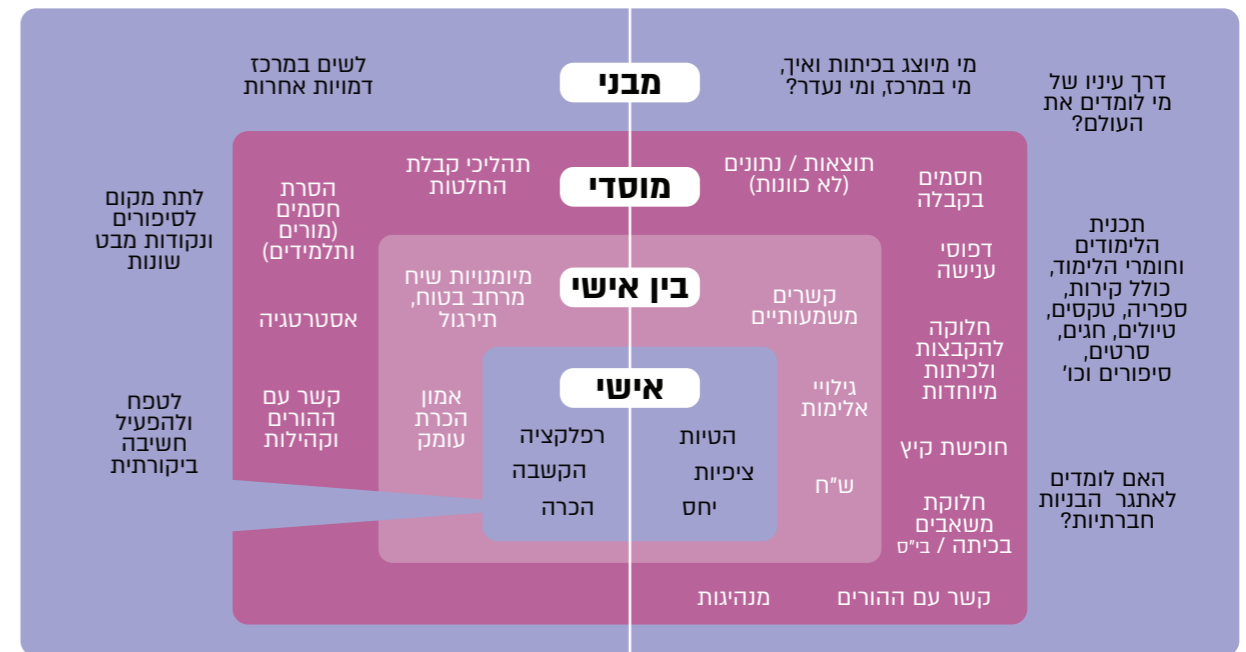 מבני
מי מיוצג בכיתות ואיך,
מי במרכז, ומי נעדר?
דרך עיניו של
מי לומדים את
העולם?
תכנית
הלימודים
וחומרי הלימוד,
כולל קירות,
ספריה, טקסים,
טיולים, חגים,
סרטים,
סיפורים וכו'
האם לומדים
לאתגר הבניות
חברתיות?
לשים במרכז
דמויות אחרות
לתת מקום
לסיפורים
ונקודות מבט
שונות
לטפח
ולהפעיל
חשיבה
ביקורתית
מוסדי
תוצאות / נתונים
(לא כוונות)
חסמים
בקבלה
דפוסי
ענישה
חלוקה
להקבצות
ולכיתות
מיוחדות
חופשת קיץ
חלוקת
משאבים
בכיתה / בי"ס
קשר עם ההורים
מנהיגות
תהליכי קבלת
החלטות
הסרת
חסמים
(מורים
ותלמידים)
אסטרטגיה
קשר עם
ההורים
וקהילות
בין אישי
קשרים
משמעותיים
גילויי
אלימות
ש"ח
מיומנויות שיח
מרחב בטוח,
תירגול
אמון
הכרת
עומק
אישי
הטיות
ציפיות
יחס
רפלקציה
הקשבה
הכרה